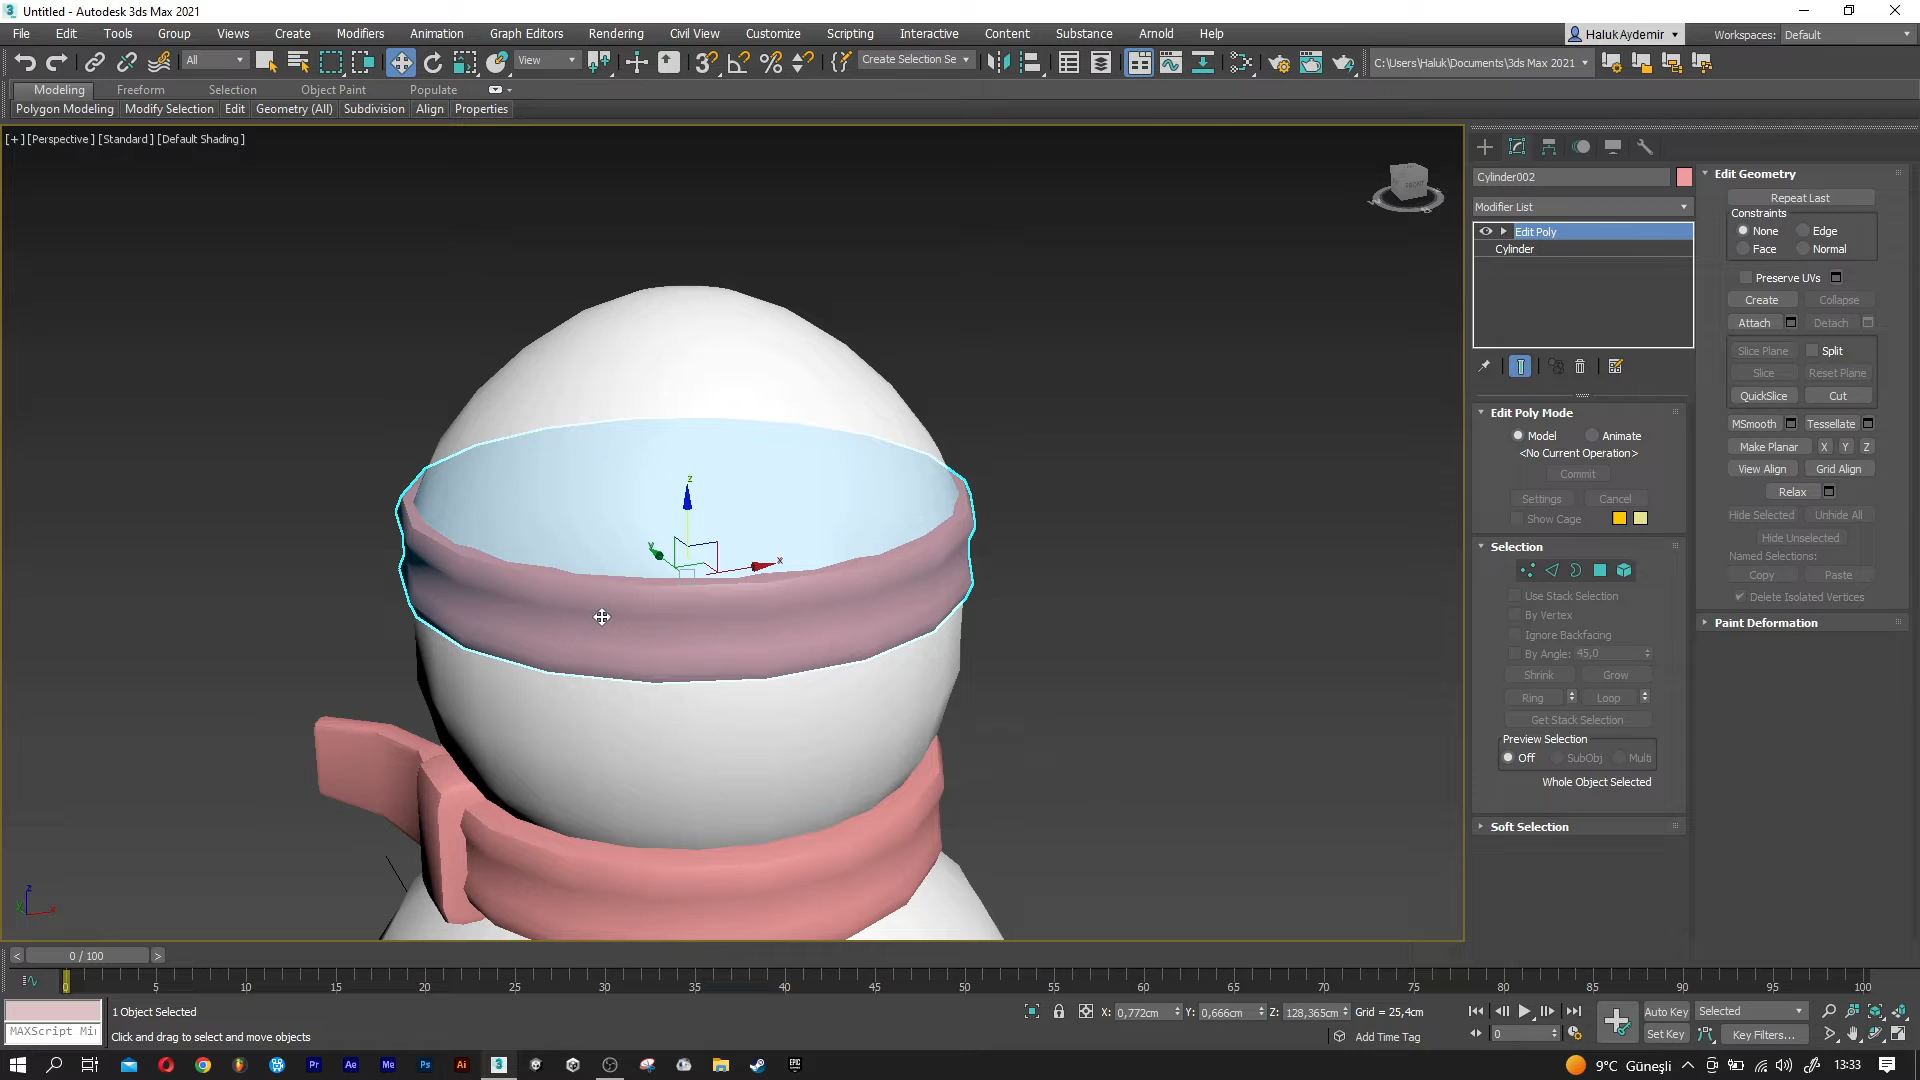 Untitled - Autodesk 3ds Max 2021
File Edit Tools Group Views Create Modifiers Animation Graph Editors Rendering Civil View Customize Scripting Interactive Content Substance Arnold Help
Haluk Aydemir
Workspaces: Default
All
View
Create Selection Se
C:\Users\Haluk\Documents\3ds Max 2021
Modeling Freeform Selection Object Paint Populate
Polygon Modeling Modify Selection Edit Geometry (All) Subdivision Align Properties
[+] [Perspective] [Standard] [Default Shading]
FRONT
z
y
x
Cylinder002
Modifier List
Edit Poly
Cylinder
Edit Poly Mode
Model Animate
<No Current Operation>
Commit
Settings Cancel
Show Cage
Selection
Use Stack Selection
By Vertex
Ignore Backfacing
By Angle: 45,0
Shrink Grow
Ring Loop
Get Stack Selection
Preview Selection
Off SubObj Multi
Whole Object Selected
Soft Selection
Edit Geometry
Repeat Last
Constraints
None Edge
Face Normal
Preserve UVs
Create Collapse
Attach Detach
Slice Plane Split
Slice Reset Plane
QuickSlice Cut
MSmooth Tessellate
Make Planar X Y Z
View Align Grid Align
Relax
Hide Selected Unhide All
Hide Unselected
Named Selections:
Copy Paste
Delete Isolated Vertices
Paint Deformation
z
y
x
< 0 / 100 >
0 5 10 15 20 25 30 35 40 45 50 55 60 65 70 75 80 85 90 95 100
MAXScript Mi
1 Object Selected
Click and drag to select and move objects
X: 0,772cm Y: 0,666cm Z: 128,365cm Grid = 25,4cm
Add Time Tag
0
Auto Key Selected
Set Key Key Filters...
Pr Ae Me Ps Ai 3 EPIC
9°C Güneşli
13:33